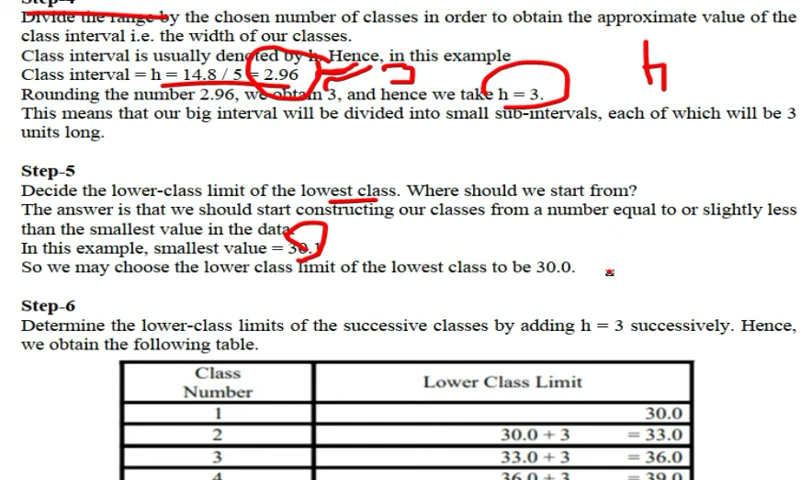 Step-4
Divide the range by the chosen number of classes in order to obtain the approximate value of the
class interval i.e. the width of our classes.
Class interval is usually denoted by h. Hence, in this example
Class interval = h = 14.8 / 5 = 2.96 ≈ 3
Rounding the number 2.96, we obtain 3, and hence we take h = 3.
h
This means that our big interval will be divided into small sub-intervals, each of which will be 3
units long.
Step-5
Decide the lower-class limit of the lowest class. Where should we start from?
The answer is that we should start constructing our classes from a number equal to or slightly less
than the smallest value in the data.
In this example, smallest value = 30.1
So we may choose the lower class limit of the lowest class to be 30.0.
Step-6
Determine the lower-class limits of the successive classes by adding h = 3 successively. Hence,
we obtain the following table.
Class Lower Class Limit
Number
1 30.0
2 30.0 + 3 = 33.0
3 33.0 + 3 = 36.0
4 36.0 + 3 = 39.0